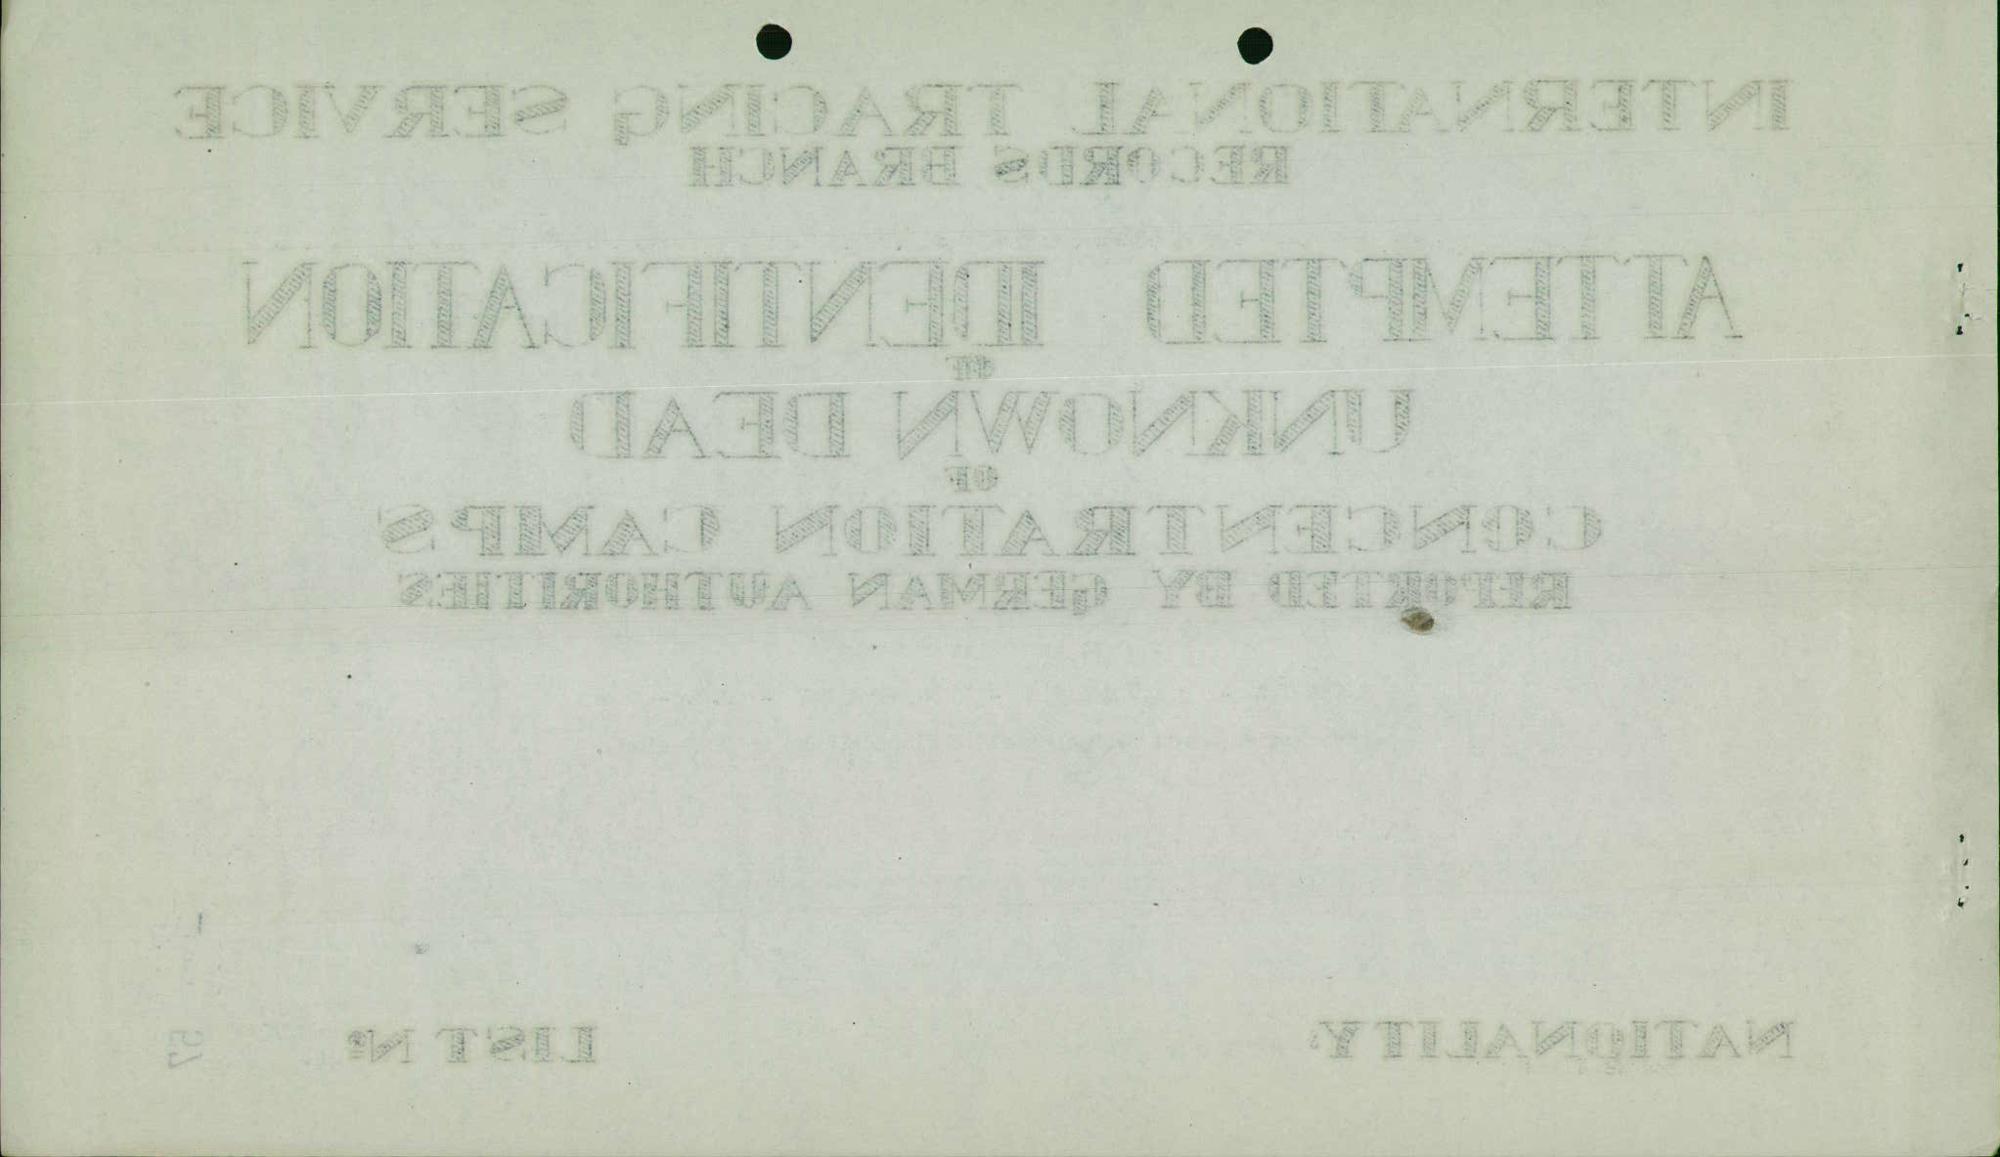 INTERNATIONAL TRACING SERVICE
RECORDS BRANCH
ATTEMPTED IDENTIFICATION
OF
UNKNOWN DEAD
OF
CONCENTRATION CAMPS
REPORTED BY GERMAN AUTHORITIES
NATIONALITY: LIST Nº